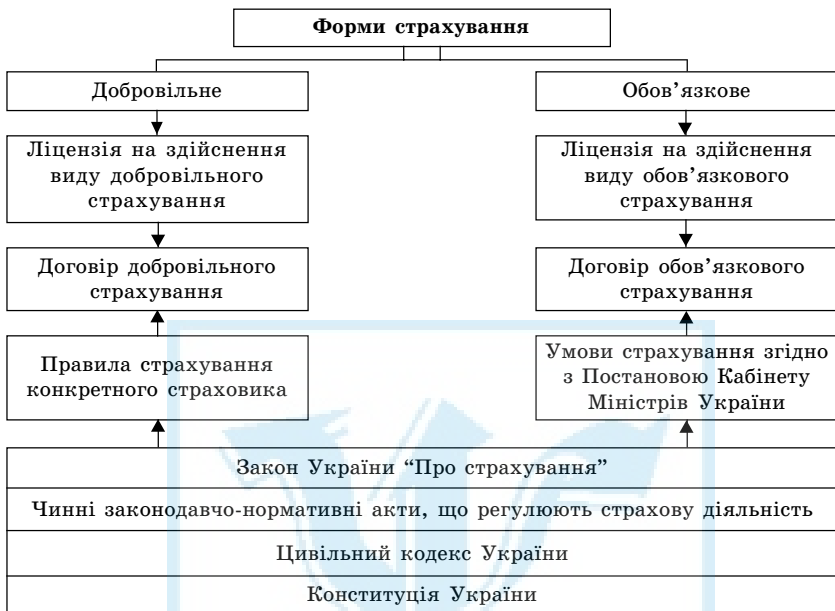 Форми страхування
Добровільне
Обов’язкове
Ліцензія на здійснення
виду добровільного
страхування
Ліцензія на здійснення
виду обов’язкового
страхування
Договір добровільного
страхування
Договір обов’язкового
страхування
Правила страхування
конкретного страховика
Умови страхування згідно
з Постановою Кабінету
Міністрів України
Закон України “Про страхування”
Чинні законодавчо-нормативні акти, що регулюють страхову діяльність
Цивільний кодекс України
Конституція України